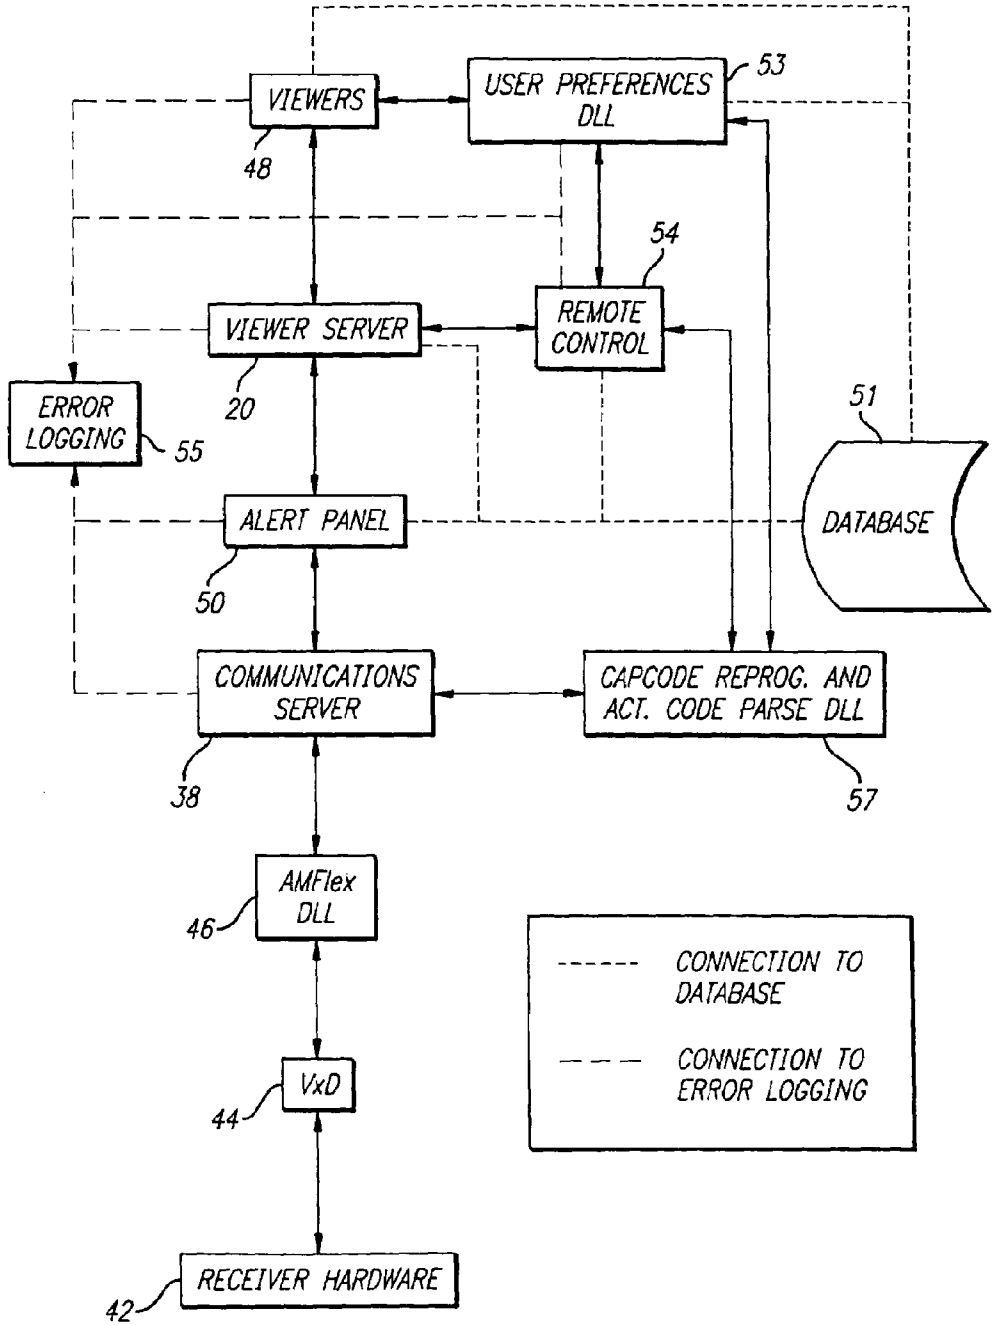 VIEWERS
48
USER PREFERENCES
DLL
53
54
REMOTE
CONTROL
VIEWER SERVER
20
ERROR
LOGGING
55
51
DATABASE
ALERT PANEL
50
COMMUNICATIONS
SERVER
38
CAPCODE REPROG. AND
ACT. CODE PARSE DLL
57
AMFlex
DLL
46
CONNECTION TO
DATABASE
CONNECTION TO
ERROR LOGGING
VxD
44
RECEIVER HARDWARE
42